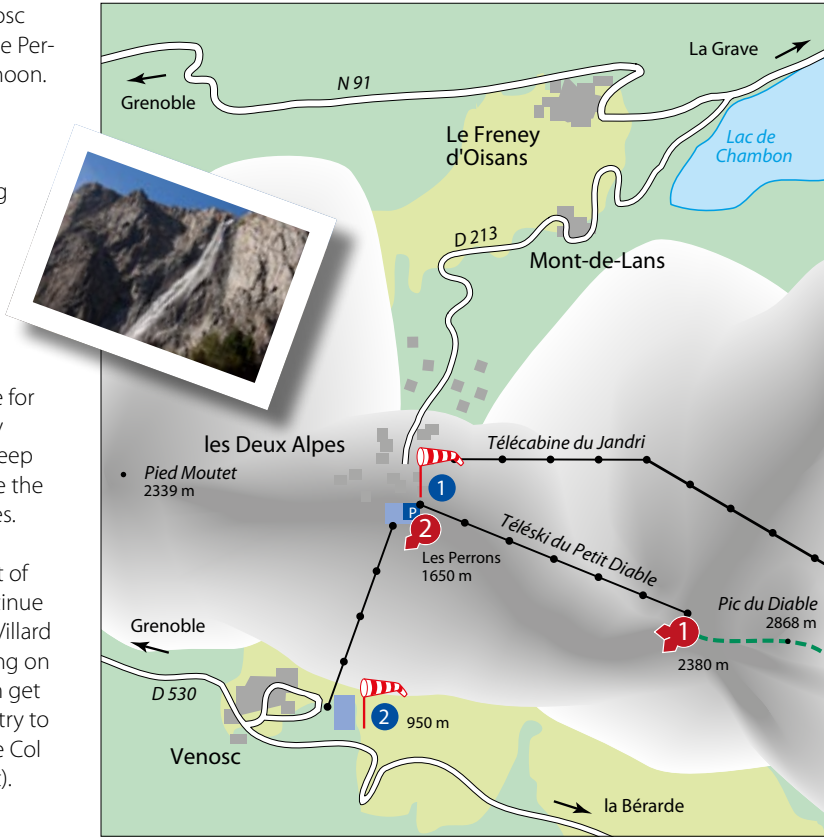 osc
e Per-
noon.
g
e for
y
eep
e the
es.
t of
tinue
Villard
ng on
n get
try to
e Col
).
La Grave
N 91
Grenoble
Le Freney
d'Oisans
Lac de
Chambon
D 213
Mont-de-Lans
les Deux Alpes
Télécabine du Jandri
Pied Moutet
2339 m
1
P
2
Téléski du Petit Diable
Les Perrons
1650 m
Pic du Diable
2868 m
1
2380 m
Grenoble
D 530
2
950 m
Venosc
la Bérarde